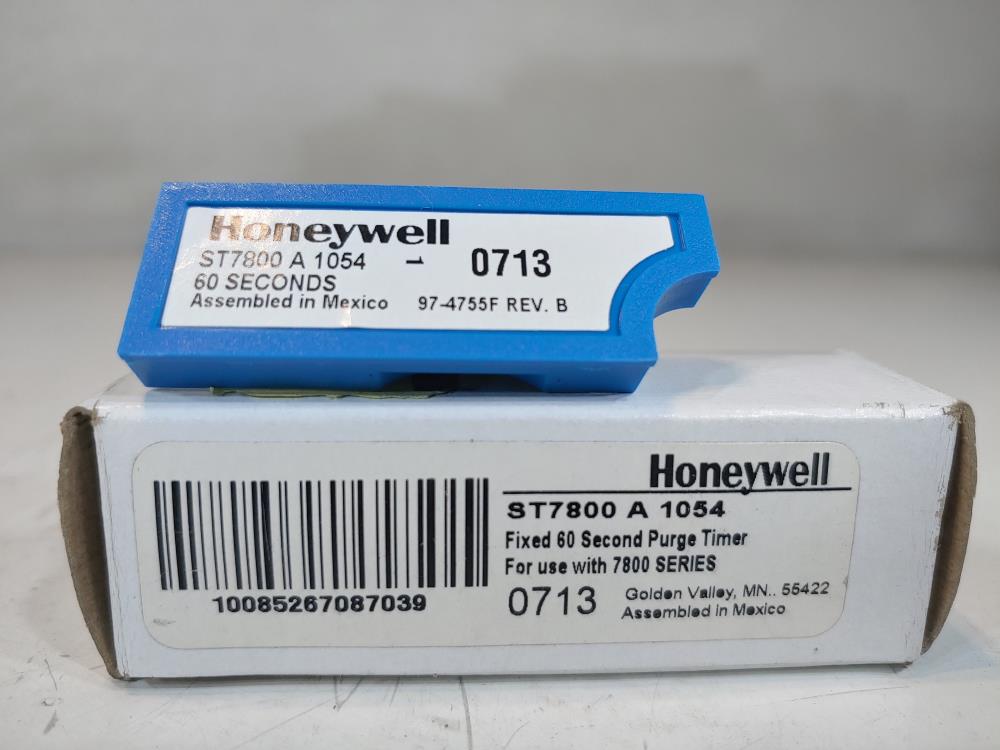 Honeywell
ST7800 A 1054 1 0713
60 SECONDS
Assembled in Mexico 97-4755F REV. B
Honeywell
ST7800 A 1054
Fixed 60 Second Purge Timer
For use with 7800 SERIES
0713 Golden Valley, MN.. 55422
Assembled in Mexico
10085267087039